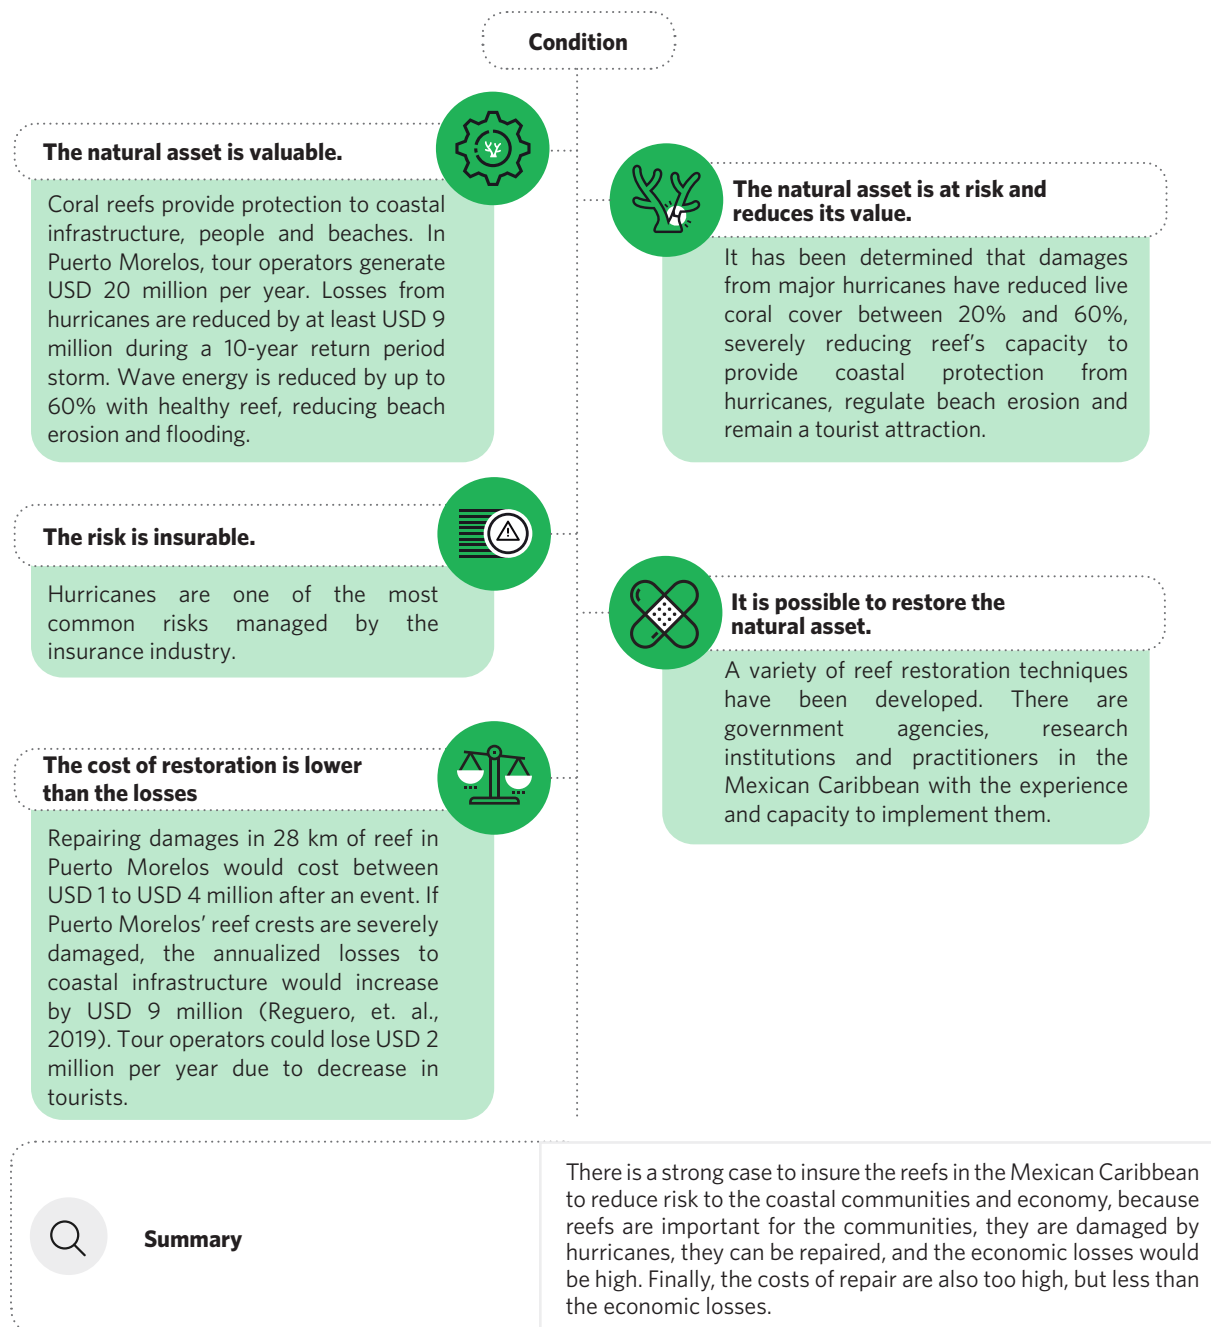 Condition
The natural asset is valuable.
Coral reefs provide protection to coastal
infrastructure, people and beaches. In
Puerto Morelos, tour operators generate
USD 20 million per year. Losses from
hurricanes are reduced by at least USD 9
million during a 10-year return period
storm. Wave energy is reduced by up to
60% with healthy reef, reducing beach
erosion and flooding.
The natural asset is at risk and
reduces its value.
It has been determined that damages
from major hurricanes have reduced live
coral cover between 20% and 60%,
severely reducing reef's capacity to
provide coastal protection from
hurricanes, regulate beach erosion and
remain a tourist attraction.
The risk is insurable.
Hurricanes are one of the most
common risks managed by the
insurance industry.
It is possible to restore the
natural asset.
A variety of reef restoration techniques
have been developed. There are
government agencies, research
institutions and practitioners in the
Mexican Caribbean with the experience
and capacity to implement them.
The cost of restoration is lower
than the losses
Repairing damages in 28 km of reef in
Puerto Morelos would cost between
USD 1 to USD 4 million after an event. If
Puerto Morelos' reef crests are severely
damaged, the annualized losses to
coastal infrastructure would increase
by USD 9 million (Reguero, et. al.,
2019). Tour operators could lose USD 2
million per year due to decrease in
tourists.
Summary
There is a strong case to insure the reefs in the Mexican Caribbean
to reduce risk to the coastal communities and economy, because
reefs are important for the communities, they are damaged by
hurricanes, they can be repaired, and the economic losses would
be high. Finally, the costs of repair are also too high, but less than
the economic losses.